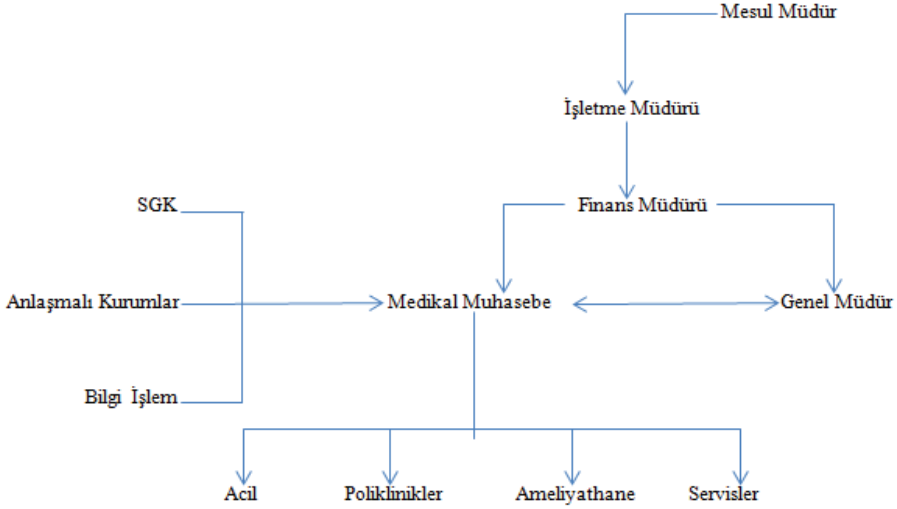 Mesul Müdür
İşletme Müdürü
SGK
Finans Müdürü
Anlaşmalı Kurumlar
Medikal Muhasebe
Genel Müdür
Bilgi İşlem
Acil
Poliklinikler
Ameliyathane
Servisler